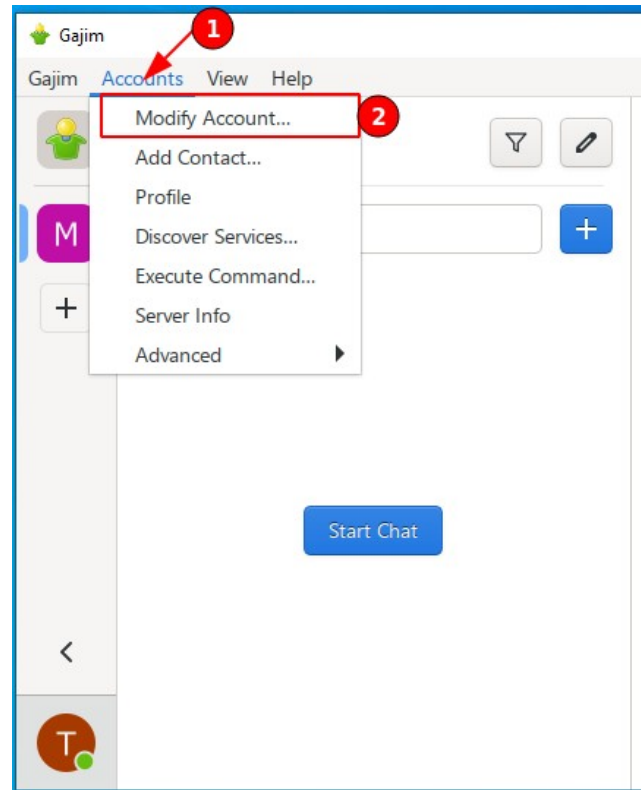 Gajim
1
Gajim Accounts View Help
Modify Account...
2
Add Contact...
Profile
M
Discover Services...
+
Execute Command...
+
Server Info
Advanced
Start Chat
T